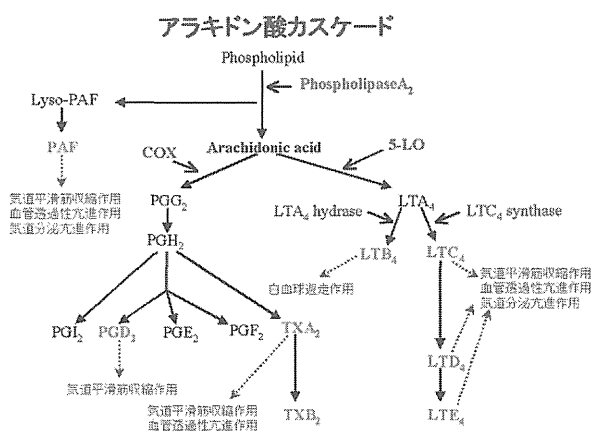 アラキドン酸カスケード
Phospholipid
PhospholipaseA2
Lyso-PAF
PAF
Arachidonic acid
COX
5-LO
気道平滑筋収縮作用
血管透過性亢進作用
気道分泌亢進作用
PGG2
LTA4
LTA4 hydrase
LTC4 synthase
PGH2
LTB4
LTC4
白血球遊走作用
気道平滑筋収縮作用
血管透過性亢進作用
気道分泌亢進作用
PGI2
PGD2
PGE2
PGF2
TXA2
LTD4
気道平滑筋収縮作用
気道平滑筋収縮作用
血管透過性亢進作用
TXB2
LTE4